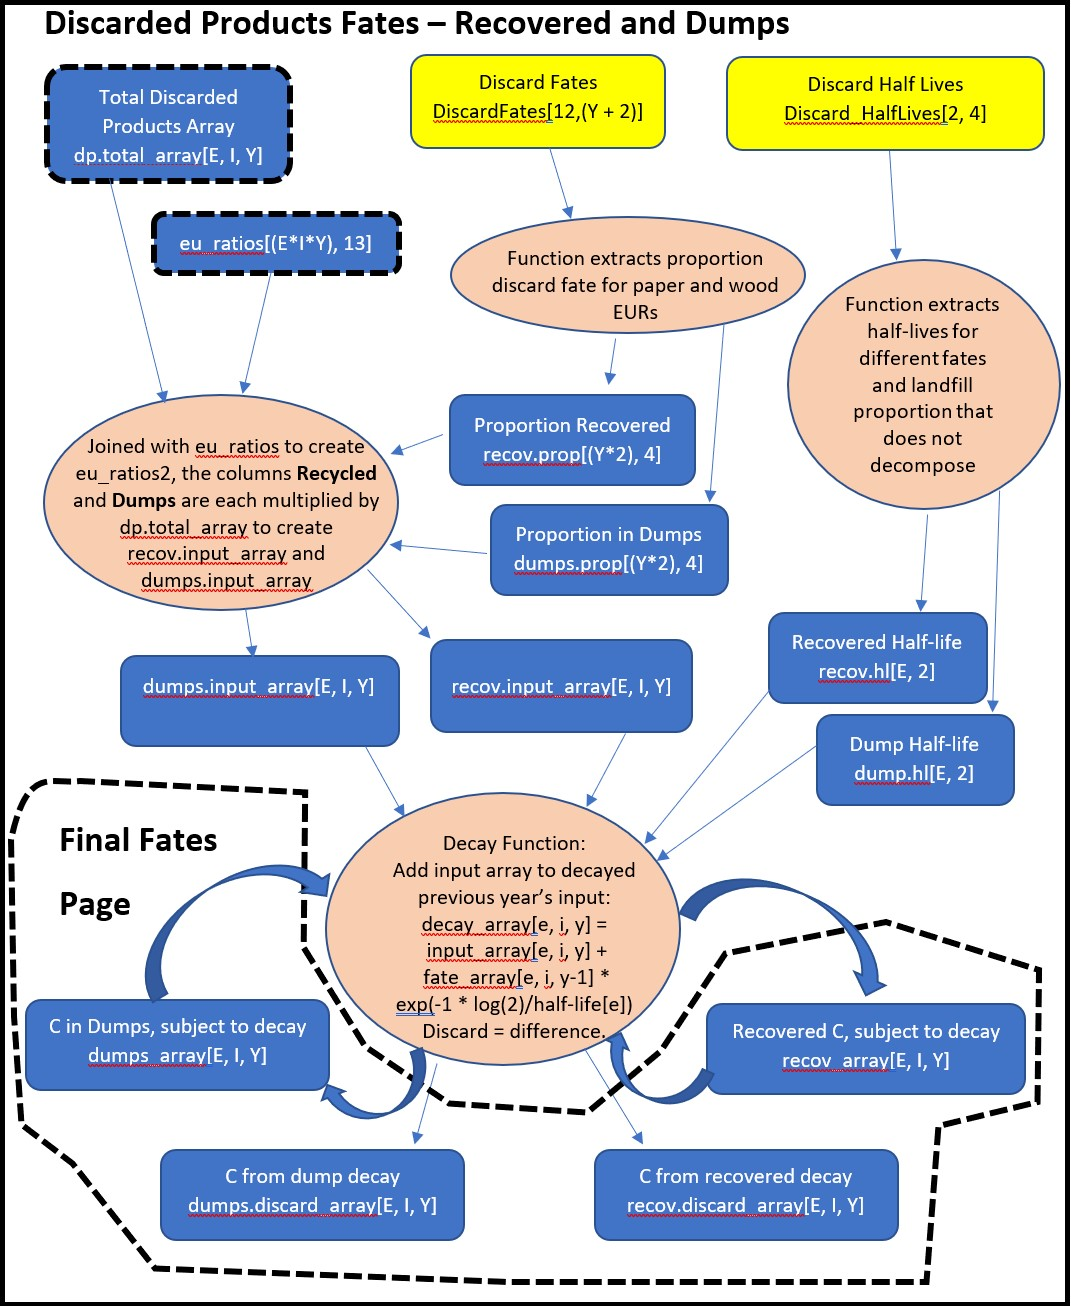 Discarded Products Fates – Recovered and Dumps
Total Discarded
Products Array
dp.total_array[E, I, Y]
Discard Fates
DiscardFates[12,(Y + 2)]
Discard Half Lives
Discard_HalfLives[2, 4]
eu_ratios[(E*I*Y), 13]
Function extracts proportion
discard fate for paper and wood
EURs
Function extracts
half-lives for
different fates
and landfill
proportion that
does not
decompose
Proportion Recovered
recov.prop[(Y*2), 4]
Joined with eu_ratios to create
eu_ratios2, the columns Recycled
and Dumps are each multiplied by
dp.total_array to create
recov.input_array and
dumps.input_array
Proportion in Dumps
dumps.prop[(Y*2), 4]
Recovered Half-life
recov.hl[E, 2]
dumps.input_array[E, I, Y]
recov.input_array[E, I, Y]
Dump Half-life
dump.hl[E, 2]
Final Fates
Page
Decay Function:
Add input array to decayed
previous year’s input:
decay_array[e, i, y] =
input_array[e, i, y] +
fate_array[e, i, y-1] *
exp(-1 * log(2)/half-life[e])
Discard = difference.
C in Dumps, subject to decay
dumps_array[E, I, Y]
Recovered C, subject to decay
recov_array[E, I, Y]
C from dump decay
dumps.discard_array[E, I, Y]
C from recovered decay
recov.discard_array[E, I, Y]